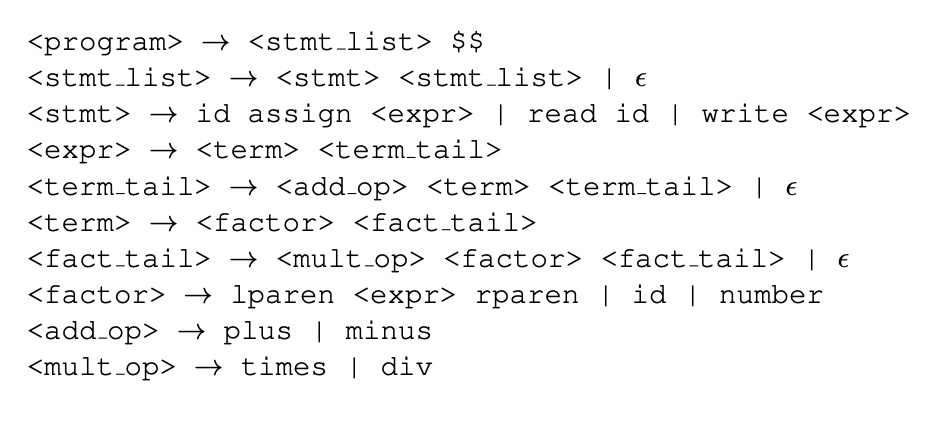 <program> → <stmt_list> $$
<stmt_list> → <stmt> <stmt_list> | ϵ
<stmt> → id assign <expr> | read id | write <expr>
<expr> → <term> <term_tail>
<term_tail> → <add_op> <term> <term_tail> | ϵ
<term> → <factor> <fact_tail>
<fact_tail> → <mult_op> <factor> <fact_tail> | ϵ
<factor> → lparen <expr> rparen | id | number
<add_op> → plus | minus
<mult_op> → times | div